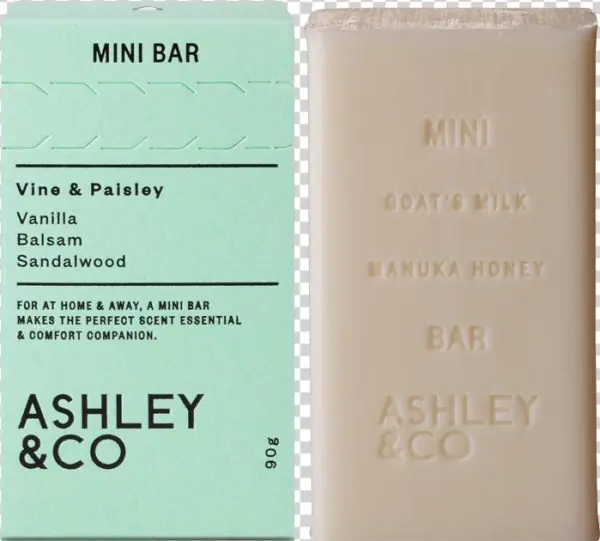 MINI BAR
Vine & Paisley
Vanilla
Balsam
Sandalwood
FOR AT HOME & AWAY, A MINI BAR
MAKES THE PERFECT SCENT ESSENTIAL
& COMFORT COMPANION.
ASHLEY
&CO
90g
MINI
GOAT'S MILK
MANUKA HONEY
BAR
ASHLEY
&CO